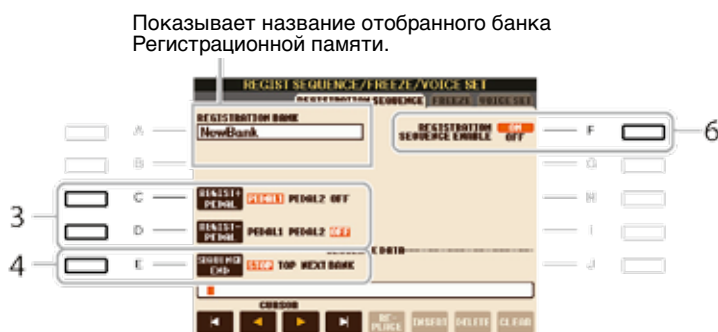 Показывает название отобранного банка
Регистрационной памяти.
REGIST SEQUENCE/FREEZE/VOICE SET
REGISTRATION SEQUENCE FREEZE VOICE SET
REGISTRATION BANK
NewBank
REGISTRATION SEQUENCE ENABLE ON OFF
A
F
6
B
G
3
C
REGIST+ PEDAL PEDAL1 PEDAL2 OFF
H
D
REGIST- PEDAL PEDAL1 PEDAL2 OFF
I
4
E
SEQUENCE END STOP TOP NEXT BANK
DATA
J
CURSOR
RE-PLACE INSERT DELETE CLEAR